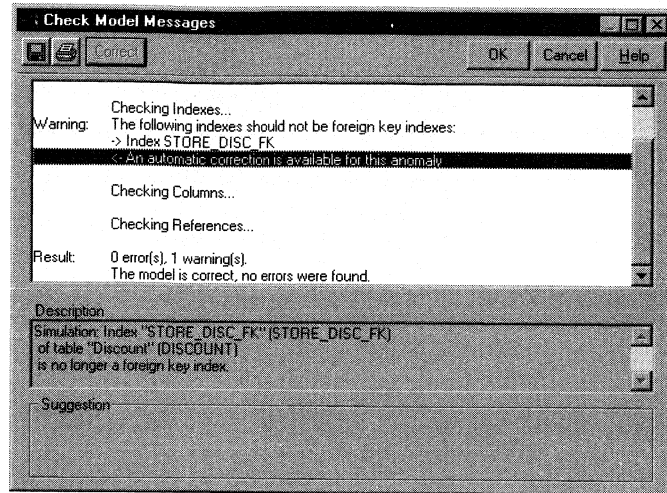 Check Model Messages
Correct
OK Cancel Help
Checking Indexes...
Warning: The following indexes should not be foreign key indexes:
-> Index STORE_DISC_FK
<- An automatic correction is available for this anomaly
Checking Columns...
Checking References...
Result: 0 error(s), 1 warning(s).
The model is correct, no errors were found.
Description
Simulation: Index "STORE_DISC_FK" (STORE_DISC_FK)
of table "Discount" (DISCOUNT)
is no longer a foreign key index.
Suggestion